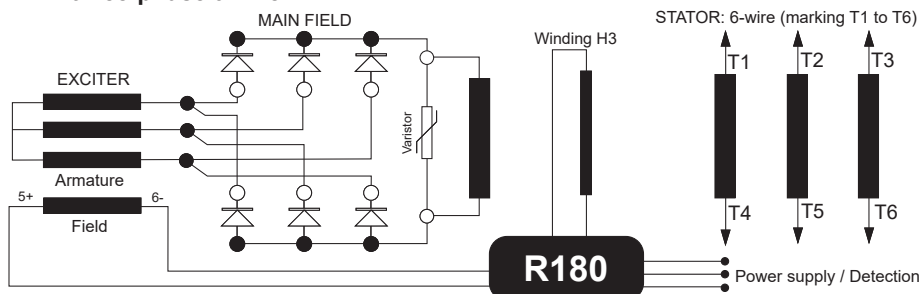 MAIN FIELD
STATOR: 6-wire (marking T1 to T6)
Winding H3
EXCITER
T1
T2
T3
Varistor
Armature
5+
6-
Field
T4
T5
T6
R180
Power supply / Detection